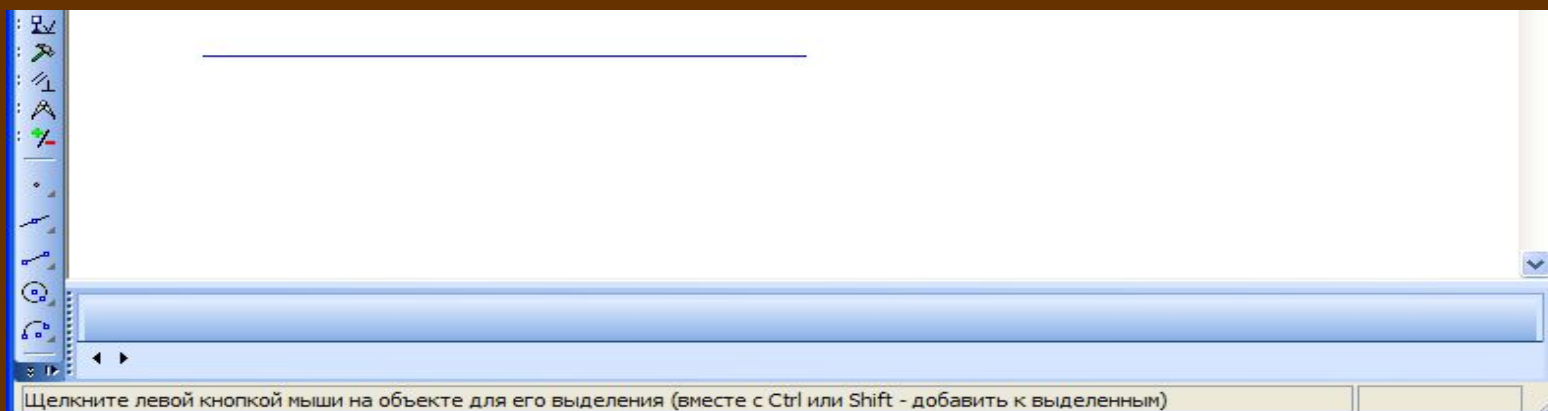 Щелкните левой кнопкой мыши на объекте для его выделения (вместе с Ctrl или Shift - добавить к выделенным)